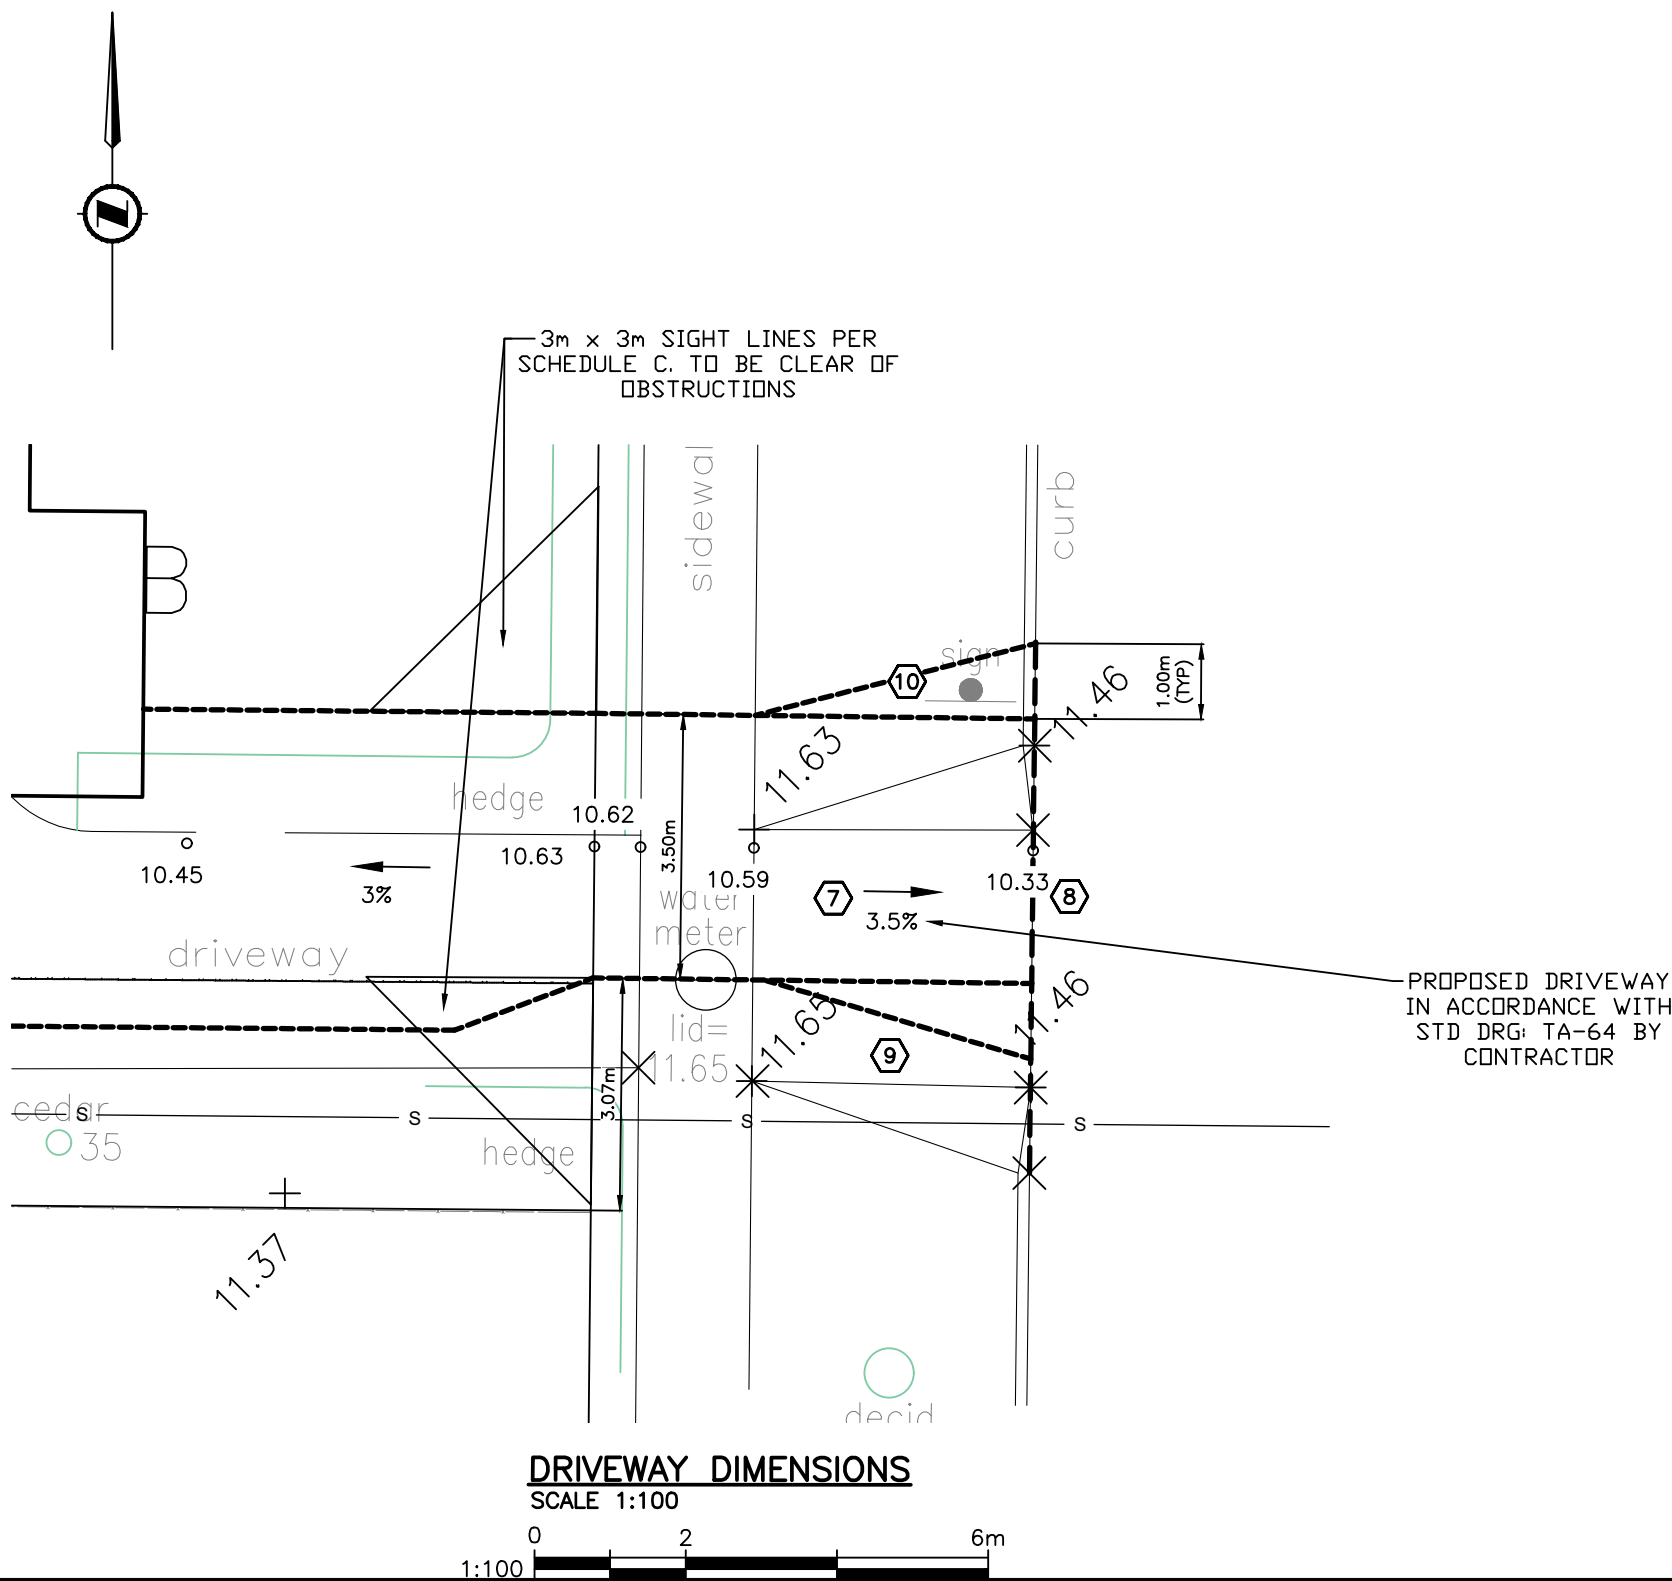 3m x 3m SIGHT LINES PER
SCHEDULE C. TO BE CLEAR OF
OBSTRUCTIONS
sidewal
curb
sign
10
11.46
1.00m
(TYP)
11.63
hedge
10.62
10.63
3.50m
10.45
3%
10.59
10.33
7
8
3.5%
water
meter
driveway
PROPOSED DRIVEWAY
IN ACCORDANCE WITH
STD DRG: TA-64 BY
CONTRACTOR
11.46
11.65
lid=
11.65
9
3.07m
cedar
35
S
S
S
S
hedge
11.37
decid
DRIVEWAY DIMENSIONS
SCALE 1:100
0 2 6m
1:100